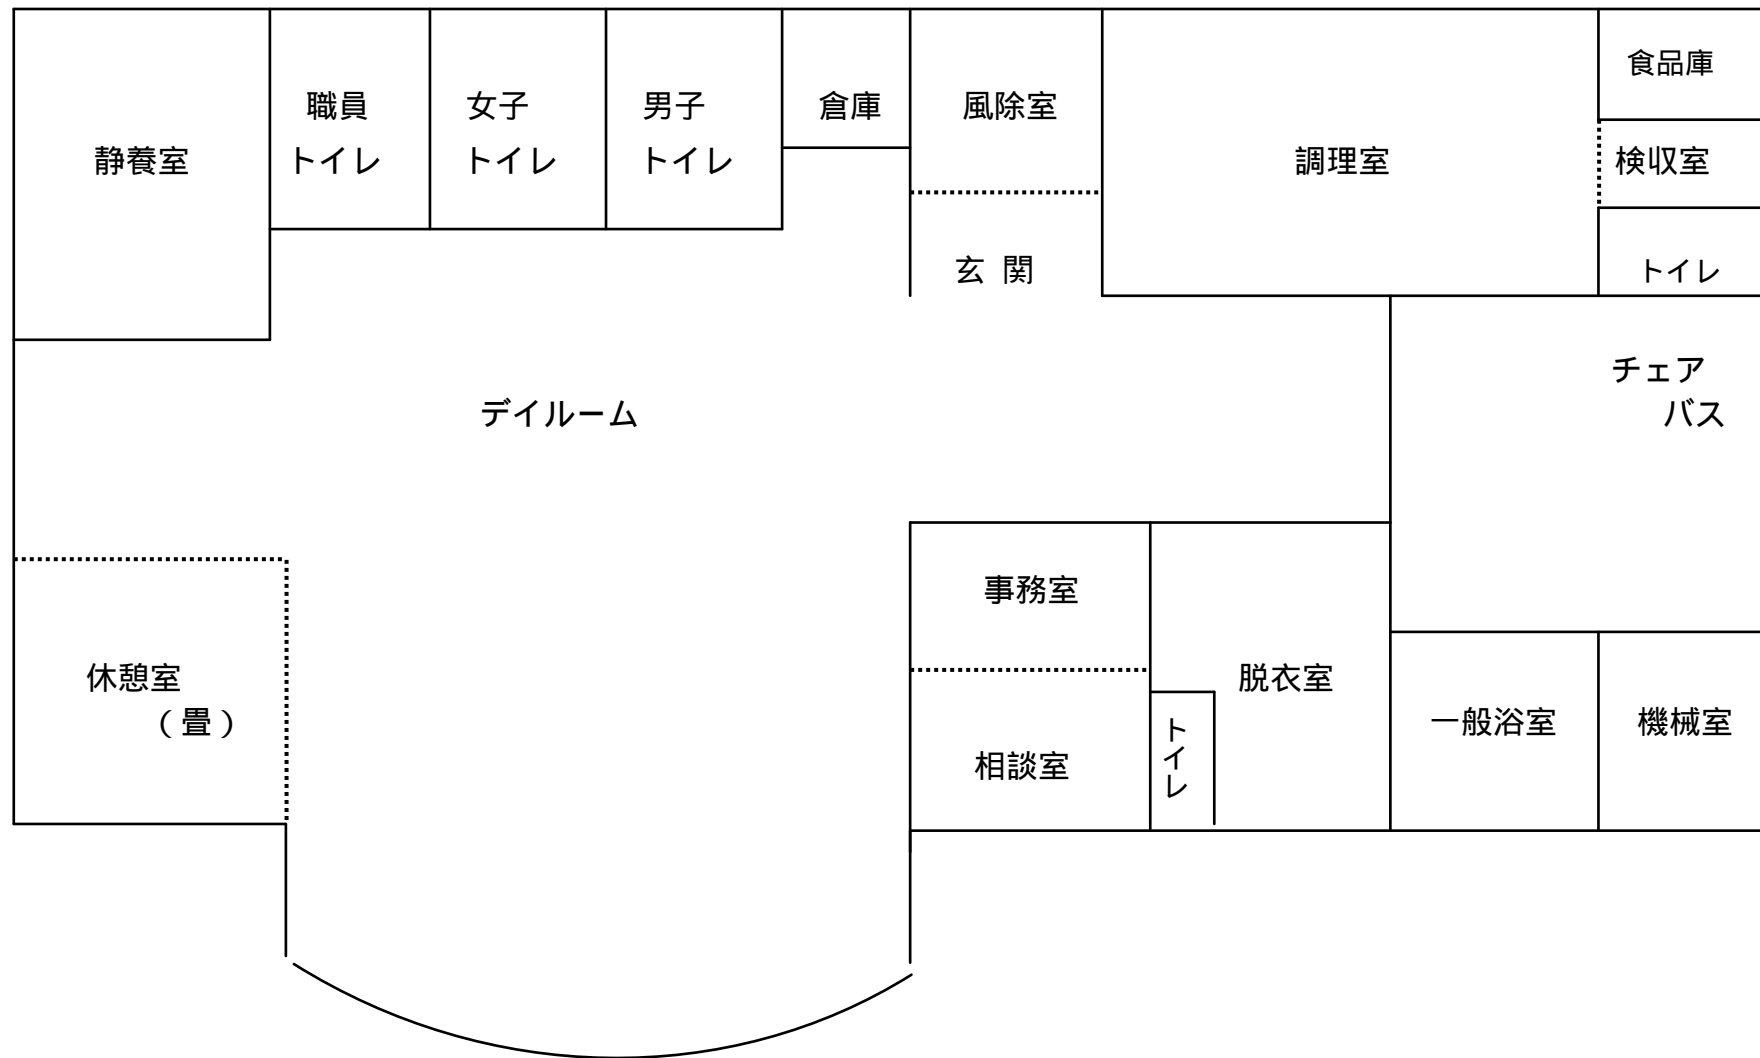 静養室
職員
トイレ
女子
トイレ
男子
トイレ
倉庫
風除室
玄 関
調理室
食品庫
検収室
トイレ
デイルーム
チェア
バス
休憩室
（畳）
事務室
相談室
トイレ
脱衣室
一般浴室
機械室